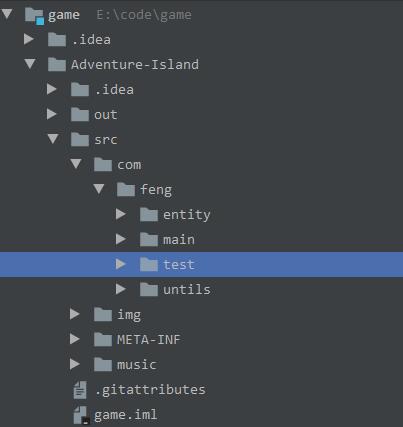 game E:\code\game
.idea
Adventure-Island
.idea
out
src
com
feng
entity
main
test
untils
img
META-INF
music
.gitattributes
game.iml